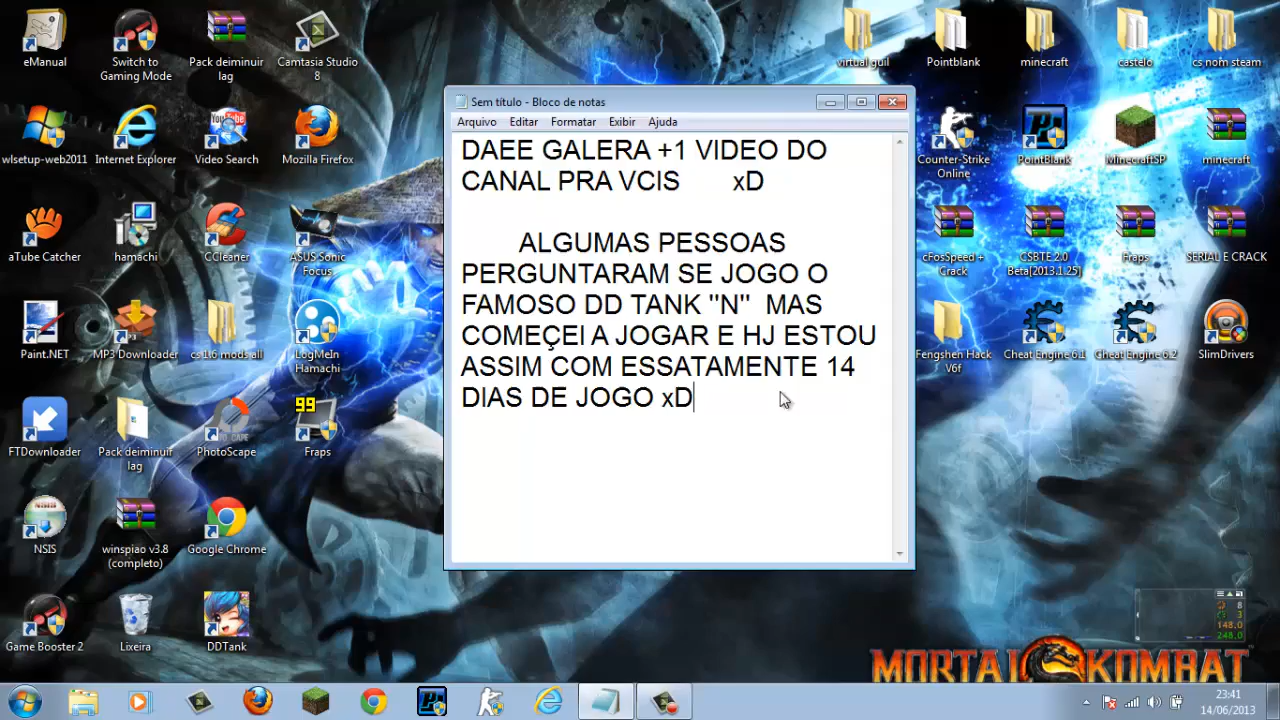 eManual
Switch to
Gaming Mode
Pack deiminuir
lag
Camtasia Studio
8
virtual guil
Pointblank
minecraft
castelo
cs nom steam
wlsetup-web2011
Internet Explorer
Video Search
Mozilla Firefox
Counter-Strike
Online
PointBlank
MinecraftSP
minecraft
aTube Catcher
hamachi
CCleaner
ASUS Sonic
Focus
cFosSpeed +
Crack
CSBTE 2.0
Beta[2013.1.25]
Fraps
SERIAL E CRACK
Paint.NET
MP3 Downloader
cs 1.6 mods all
LogMeIn
Hamachi
Fengshen Hack
V6f
Cheat Engine 6.1
Cheat Engine 6.2
SlimDrivers
FTDownloader
Pack deiminuir
lag
PhotoScape
99
Fraps
NSIS
winspiao v3.8
(completo)
Google Chrome
Game Booster 2
Lixeira
DDTank
Sem título - Bloco de notas
Arquivo Editar Formatar Exibir Ajuda
DAEE GALERA +1 VIDEO DO
CANAL PRA VCIS xD
ALGUMAS PESSOAS
PERGUNTARAM SE JOGO O
FAMOSO DD TANK "N" MAS
COMEÇEI A JOGAR E HJ ESTOU
ASSIM COM ESSATAMENTE 14
DIAS DE JOGO xD
8
3
148.0
248.0
MORTAL KOMBAT
23:41
14/06/2013